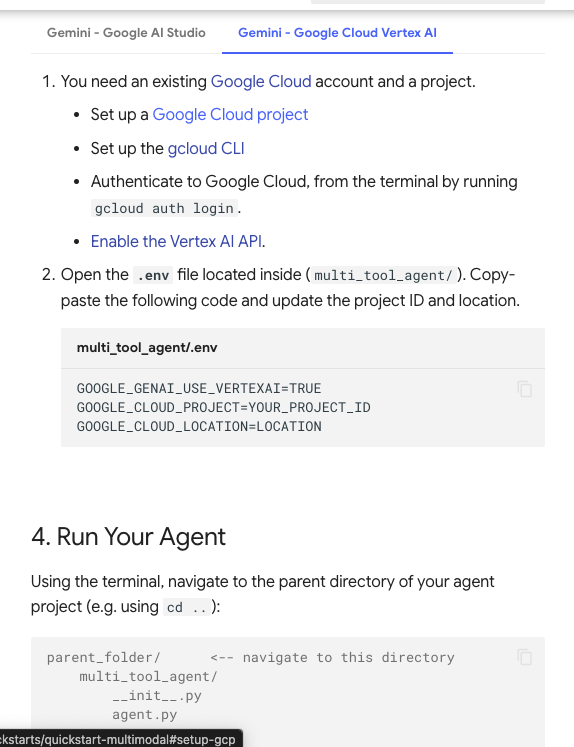 Gemini - Google AI Studio Gemini - Google Cloud Vertex AI
1. You need an existing Google Cloud account and a project.
• Set up a Google Cloud project
• Set up the gcloud CLI
• Authenticate to Google Cloud, from the terminal by running
gcloud auth login.
• Enable the Vertex AI API.
2. Open the .env file located inside (multi_tool_agent/). Copy-
paste the following code and update the project ID and location.
multi_tool_agent/.env
GOOGLE_GENAI_USE_VERTEXAI=TRUE
GOOGLE_CLOUD_PROJECT=YOUR_PROJECT_ID
GOOGLE_CLOUD_LOCATION=LOCATION
4. Run Your Agent
Using the terminal, navigate to the parent directory of your agent
project (e.g. using cd ..):
parent_folder/      <-- navigate to this directory
    multi_tool_agent/
        __init__.py
        agent.py
ckstarts/quickstart-multimodal#setup-gcp